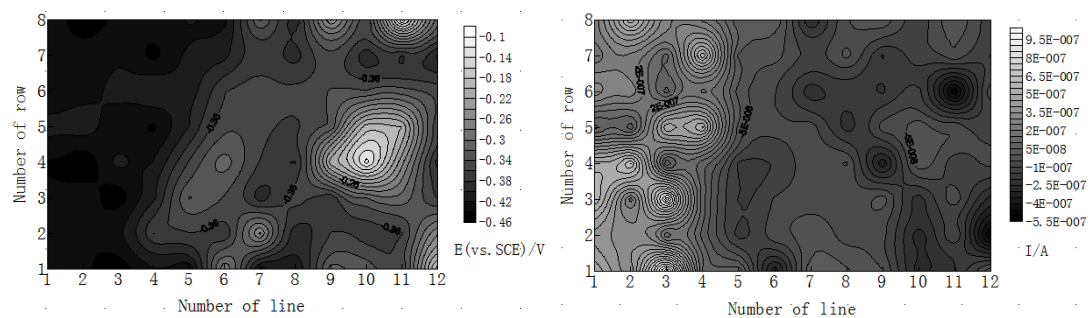 8
7
6
5
4
3
2
1
Number of row
1 2 3 4 5 6 7 8 9 10 11 12
Number of line
-0.36
-0.36
-0.36
-0.36
-0.36
-0.26
-0.36
-0.1
-0.14
-0.18
-0.22
-0.26
-0.3
-0.34
-0.38
-0.42
-0.46
E(vs.SCE)/V
8
7
6
5
4
3
2
1
Number of row
1 2 3 4 5 6 7 8 9 10 11 12
Number of line
2E-007
2E-007
-5E-008
-5E-008
9.5E-007
8E-007
6.5E-007
5E-007
3.5E-007
2E-007
5E-008
-1E-007
-2.5E-007
-4E-007
-5.5E-007
I/A